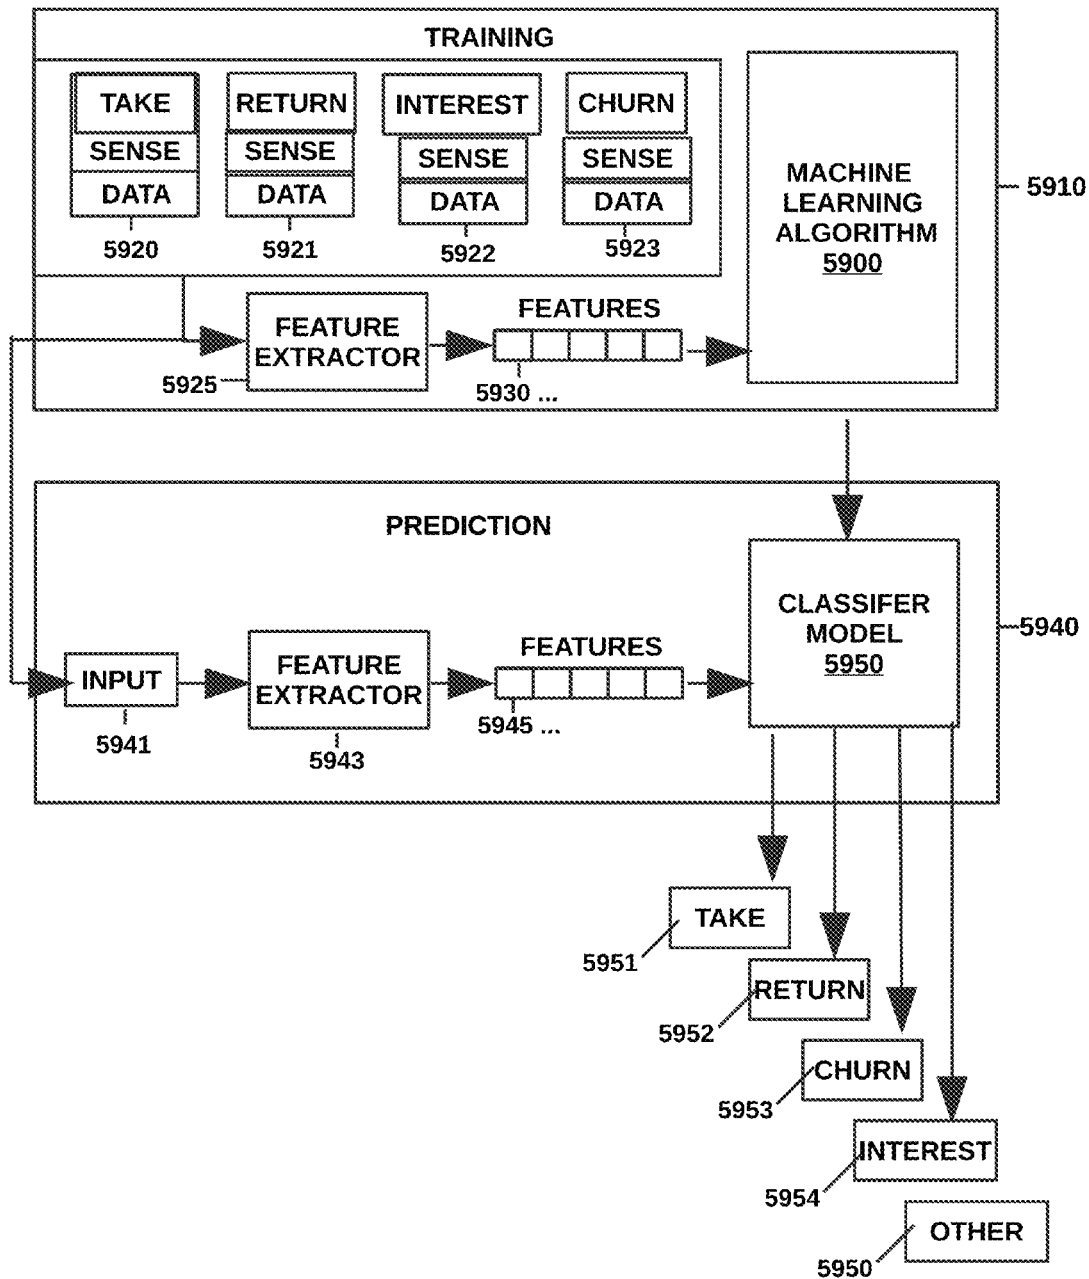 TRAINING
TAKE
SENSE
DATA
5920
RETURN
SENSE
DATA
5921
INTEREST
SENSE
DATA
5922
CHURN
SENSE
DATA
5923
MACHINE
LEARNING
ALGORITHM
5900
5910
FEATURE
EXTRACTOR
5925
FEATURES
5930 ...
PREDICTION
CLASSIFER
MODEL
5950
5940
INPUT
5941
FEATURE
EXTRACTOR
5943
FEATURES
5945 ...
TAKE
5951
RETURN
5952
CHURN
5953
INTEREST
5954
OTHER
5950